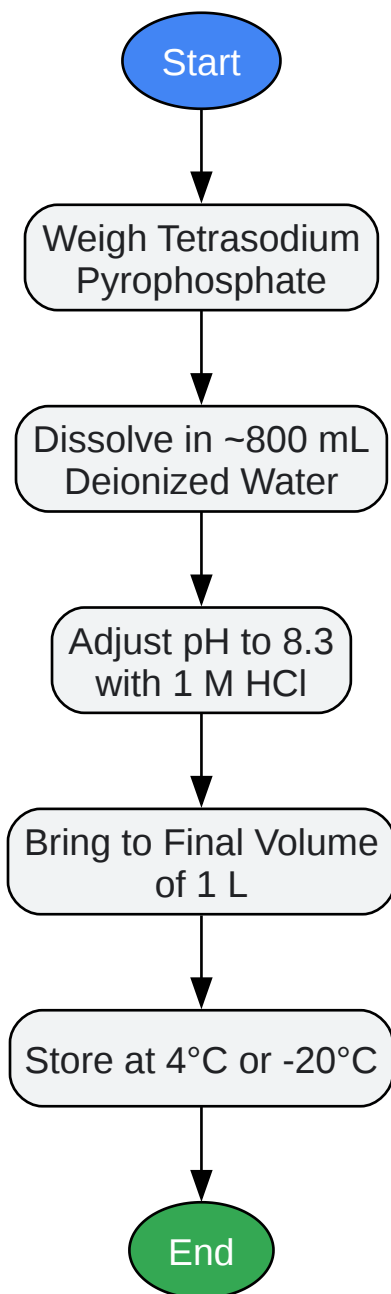 Start
Weigh Tetrasodium
Pyrophosphate
Dissolve in ~800 mL
Deionized Water
Adjust pH to 8.3
with 1 M HCl
Bring to Final Volume
of 1 L
Store at 4°C or -20°C
End